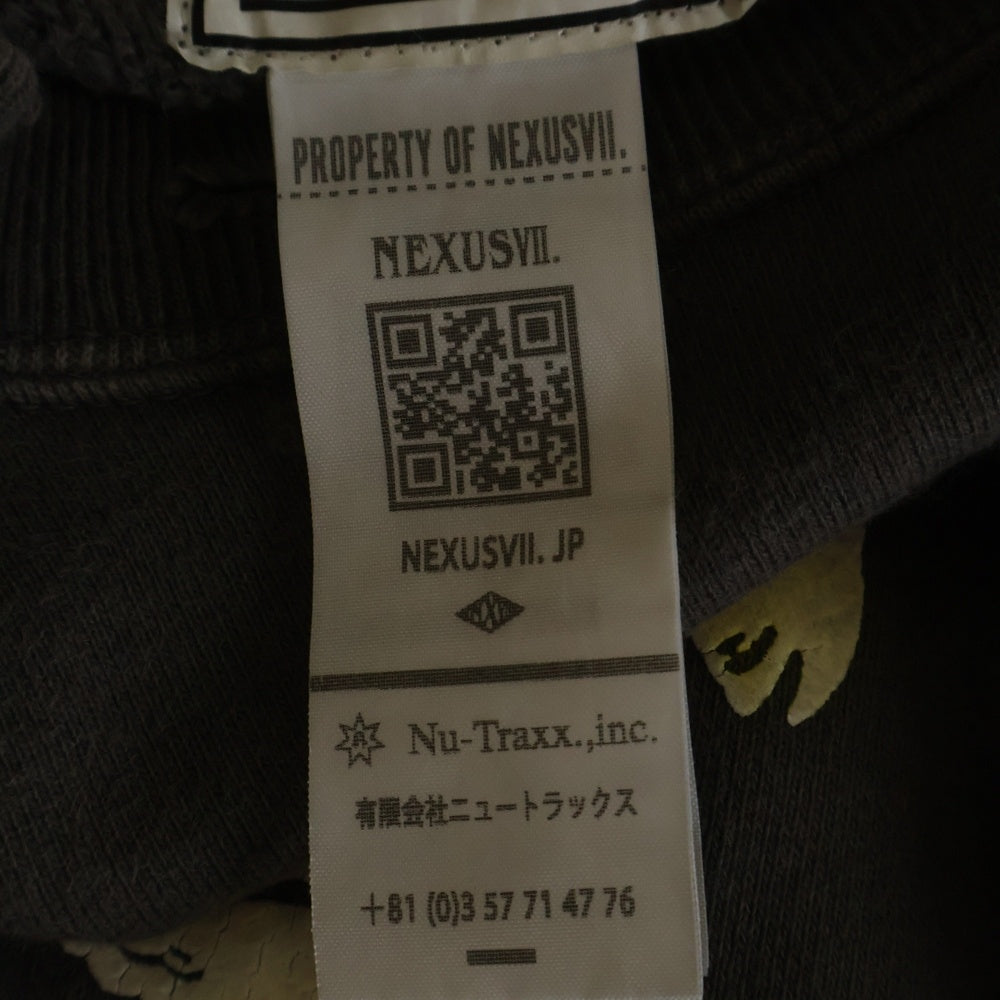 PROPERTY OF NEXUSVII.
NEXUSVII.
NEXUSVII. JP
Nu-Traxx.,inc.
有限会社ニュートラックス
+81 (0)3 57 71 47 76